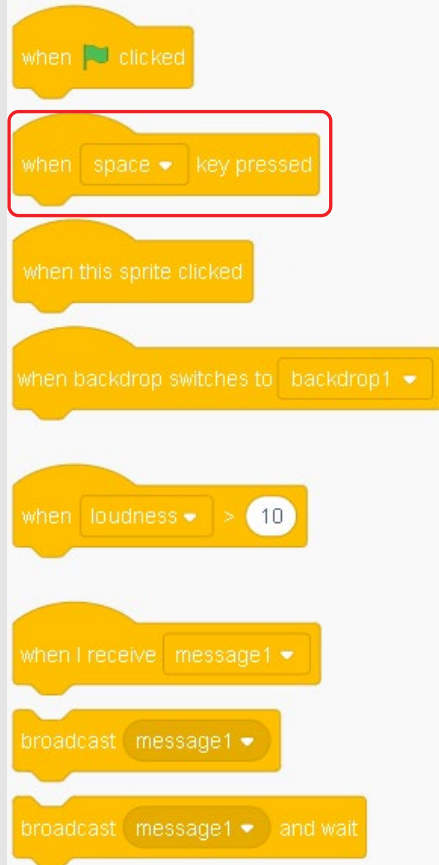 when clicked
when space key pressed
when this sprite clicked
when backdrop switches to backdrop1
when loudness > 10
when I receive message1
broadcast message1
broadcast message1 and wait